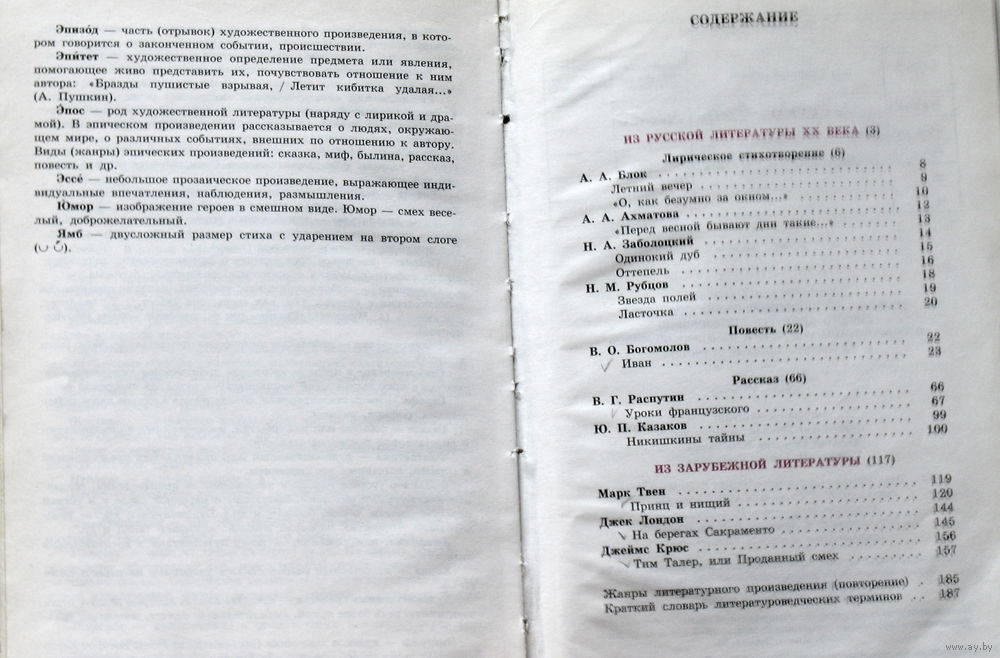 Эпизо́д — часть (отрывок) художественного произведения, в кото-
ром говорится о законченном событии, происшествии.
Эпи́тет — художественное определение предмета или явления,
помогающее живо представить их, почувствовать отношение к ним
автора: «Бразды пушистые взрывая, / Летит кибитка удалая...»
(А. Пушкин).
Э́пос — род художественной литературы (наряду с лирикой и дра-
мой). В эпическом произведении рассказывается о людях, окружаю-
щем мире, о различных событиях, внешних по отношению к автору.
Виды (жанры) эпических произведений: сказка, миф, былина, рассказ,
повесть и др.
Эссе́ — небольшое прозаическое произведение, выражающее инди-
видуальные впечатления, наблюдения, размышления.
Ю́мор — изображение героев в смешном виде. Юмор — смех весе-
лый, доброжелательный.
Ямб — двусложный размер стиха с ударением на втором слоге
(◡ ◡́).
СОДЕРЖАНИЕ
ИЗ РУССКОЙ ЛИТЕРАТУРЫ XX ВЕКА (3)
Лирическое стихотворение (6)
А. А. Блок . . . 8
Летний вечер . . . 9
«О, как безумно за окном...» . . . 10
А. А. Ахматова . . . 12
«Перед весной бывают дни такие...» . . . 13
Н. А. Заболоцкий . . . 14
Одинокий дуб . . . 15
Оттепель . . . 16
Н. М. Рубцов . . . 18
Звезда полей . . . 19
Ласточка . . . 20
Повесть (22)
В. О. Богомолов . . . 22
Иван . . . 23
Рассказ (66)
В. Г. Распутин . . . 66
Уроки французского . . . 67
Ю. П. Казаков . . . 99
Никишкины тайны . . . 100
ИЗ ЗАРУБЕЖНОЙ ЛИТЕРАТУРЫ (117)
Марк Твен . . . 119
Принц и нищий . . . 120
Джек Лондон . . . 144
На берегах Сакраменто . . . 145
Джеймс Крюс . . . 156
Тим Талер, или Проданный смех . . . 157
Жанры литературного произведения (повторение) . . 185
Краткий словарь литературоведческих терминов . . . 187
www.ay.by